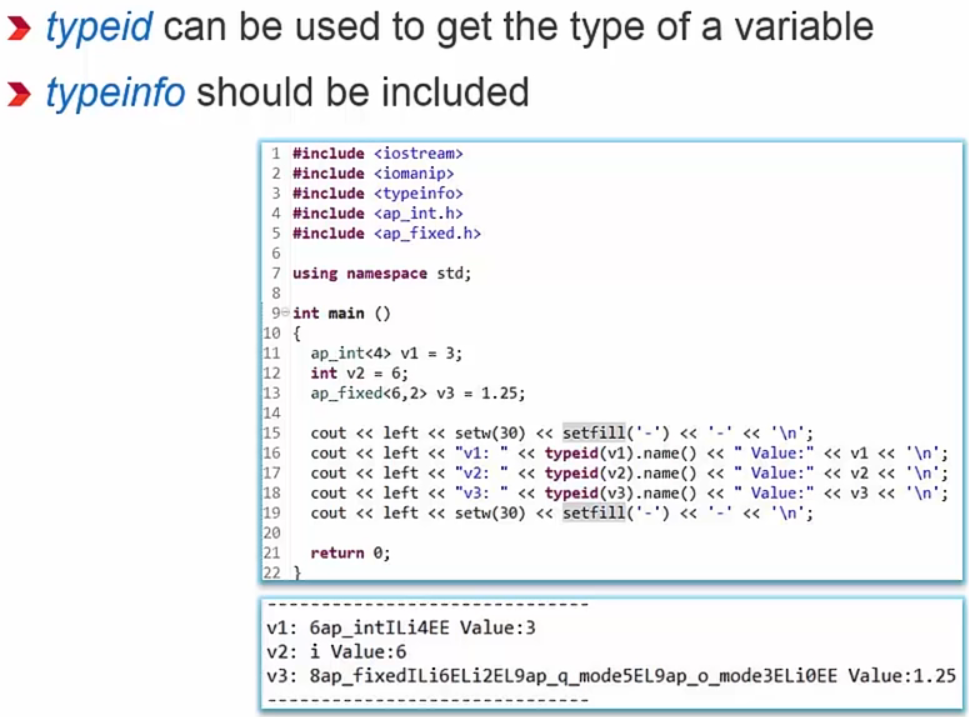 typeid can be used to get the type of a variable
typeinfo should be included
1 #include <iostream>
2 #include <iomanip>
3 #include <typeinfo>
4 #include <ap_int.h>
5 #include <ap_fixed.h>
6
7 using namespace std;
8
9 int main ()
10 {
11   ap_int<4> v1 = 3;
12   int v2 = 6;
13   ap_fixed<6,2> v3 = 1.25;
14
15   cout << left << setw(30) << setfill('-') << '-' << '\n';
16   cout << left << "v1: " << typeid(v1).name() << " Value:" << v1 << '\n';
17   cout << left << "v2: " << typeid(v2).name() << " Value:" << v2 << '\n';
18   cout << left << "v3: " << typeid(v3).name() << " Value:" << v3 << '\n';
19   cout << left << setw(30) << setfill('-') << '-' << '\n';
20
21   return 0;
22 }
------------------------------
v1: 6ap_intILi4EE Value:3
v2: i Value:6
v3: 8ap_fixedILi6ELi2EL9ap_q_mode5EL9ap_o_mode3ELi0EE Value:1.25
------------------------------